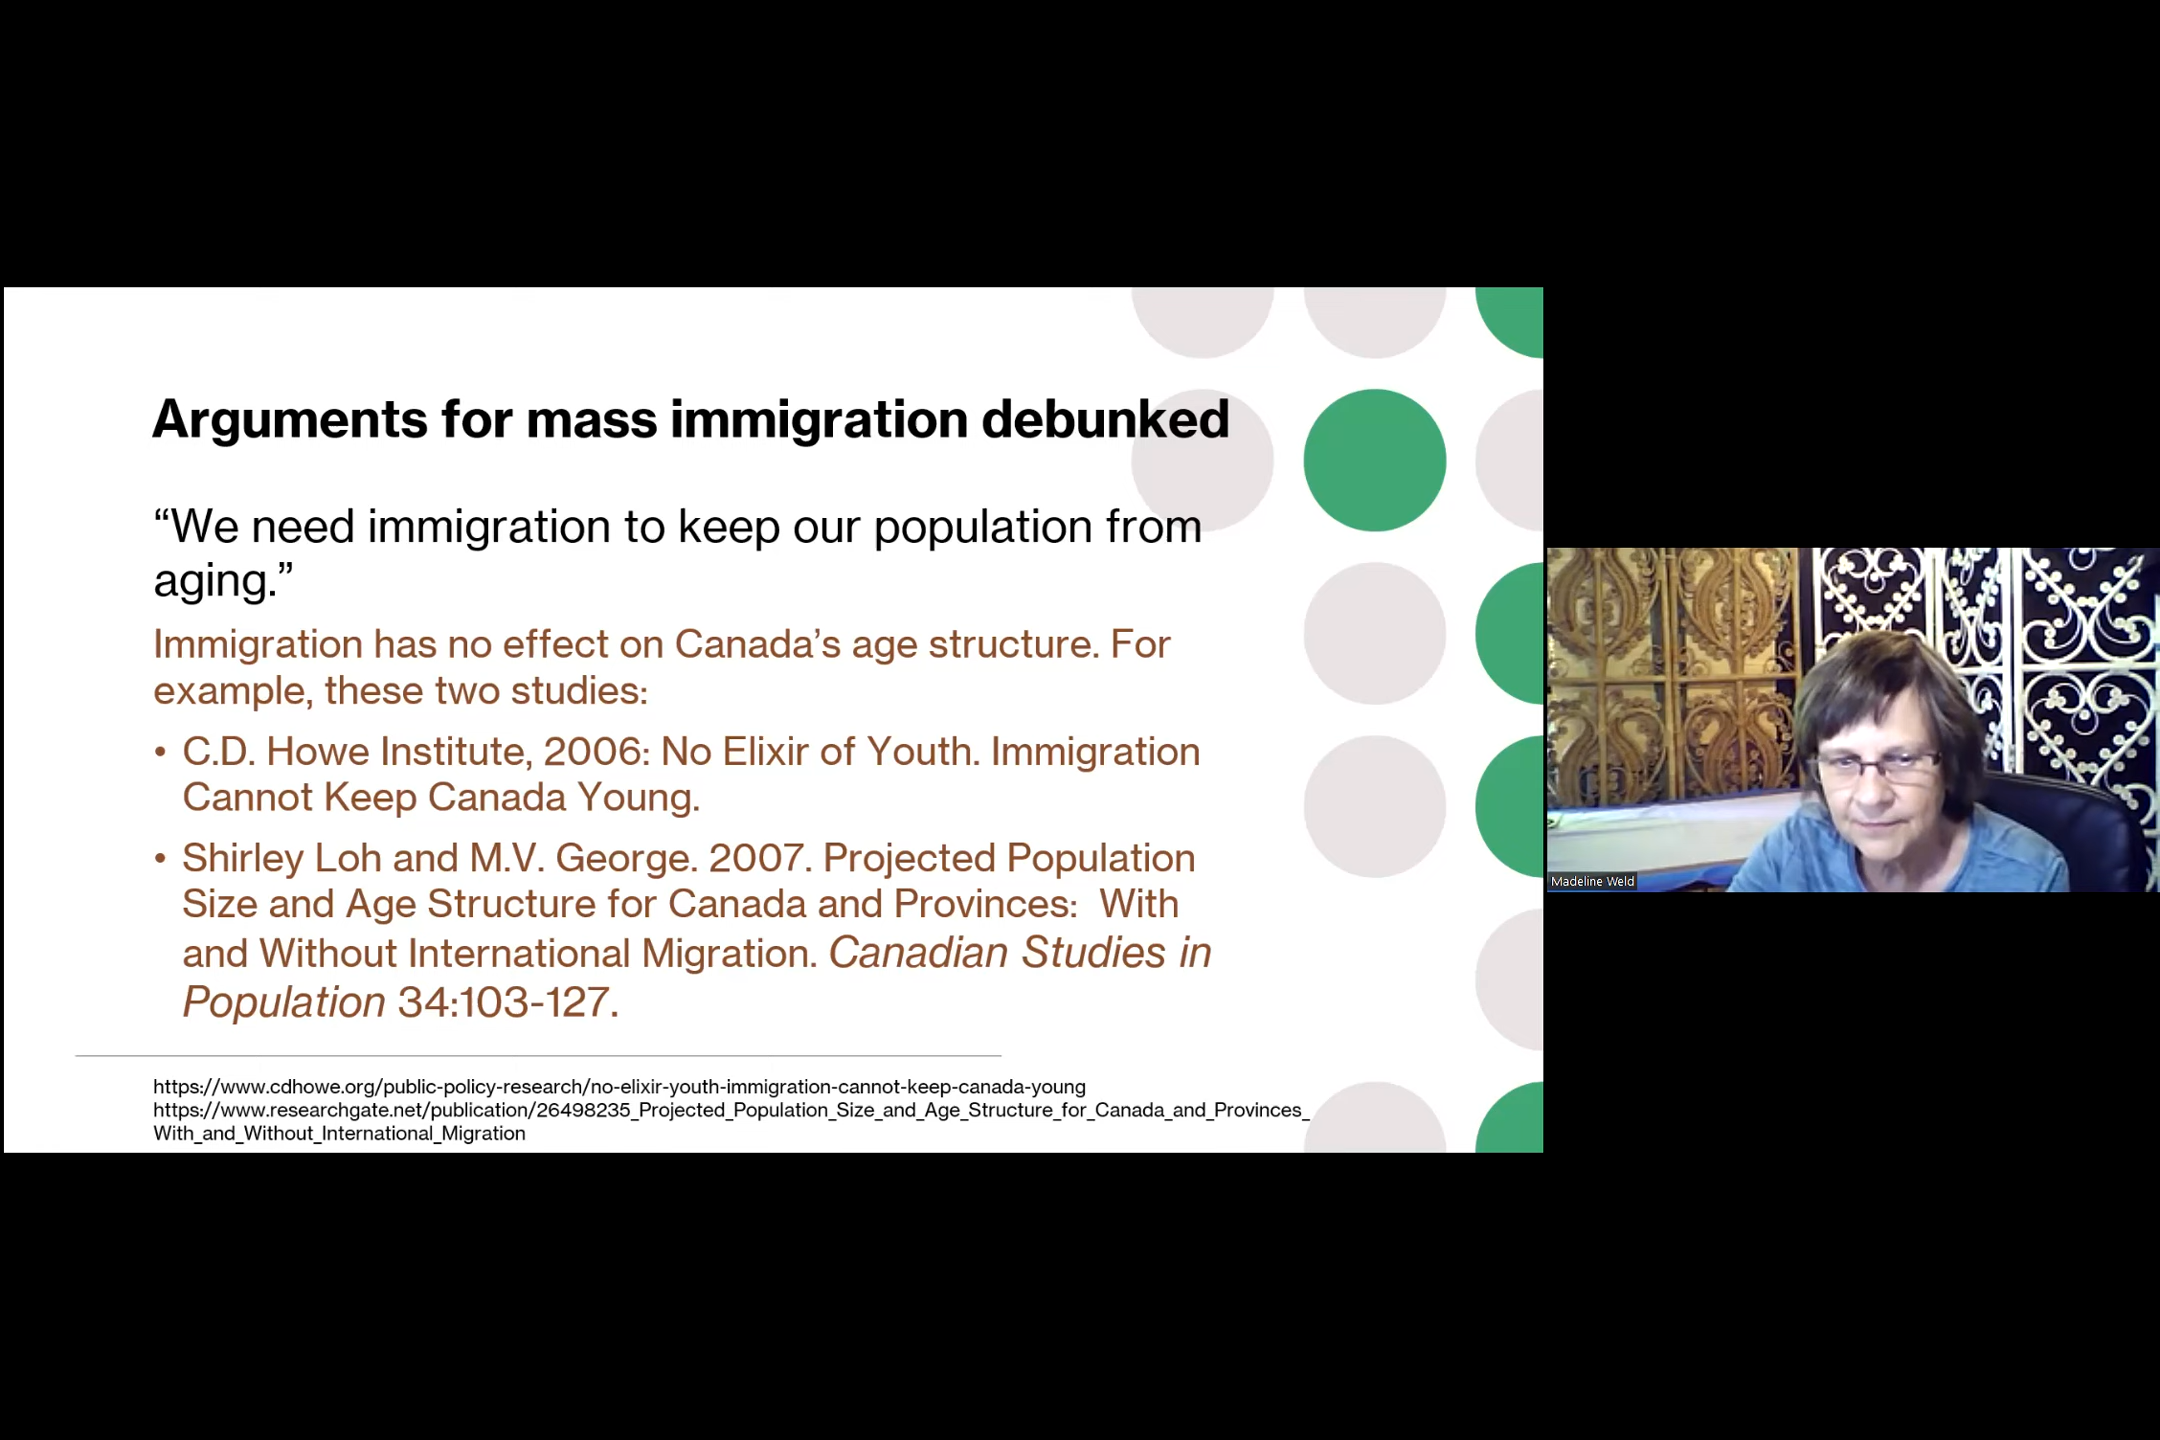 Arguments for mass immigration debunked
“We need immigration to keep our population from
aging.”
Immigration has no effect on Canada’s age structure. For
example, these two studies:
• C.D. Howe Institute, 2006: No Elixir of Youth. Immigration
Cannot Keep Canada Young.
• Shirley Loh and M.V. George. 2007. Projected Population
Size and Age Structure for Canada and Provinces:  With
and Without International Migration. Canadian Studies in
Population 34:103-127.
https://www.cdhowe.org/public-policy-research/no-elixir-youth-immigration-cannot-keep-canada-young
https://www.researchgate.net/publication/26498235_Projected_Population_Size_and_Age_Structure_for_Canada_and_Provinces_
With_and_Without_International_Migration
Madeline Weld